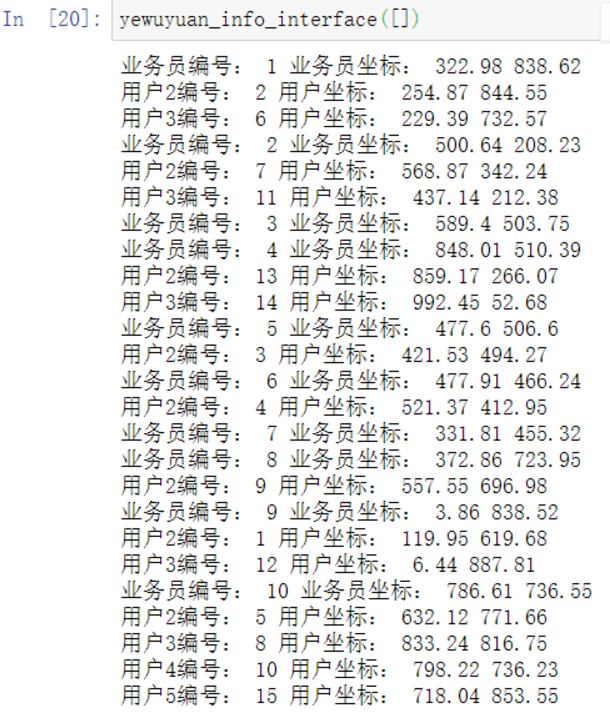 In [20]: yewuyuan_info_interface([])
业务员编号： 1 业务员坐标： 322.98 838.62
用户2编号： 2 用户坐标： 254.87 844.55
用户3编号： 6 用户坐标： 229.39 732.57
业务员编号： 2 业务员坐标： 500.64 208.23
用户2编号： 7 用户坐标： 568.87 342.24
用户3编号： 11 用户坐标： 437.14 212.38
业务员编号： 3 业务员坐标： 589.4 503.75
业务员编号： 4 业务员坐标： 848.01 510.39
用户2编号： 13 用户坐标： 859.17 266.07
用户3编号： 14 用户坐标： 992.45 52.68
业务员编号： 5 业务员坐标： 477.6 506.6
用户2编号： 3 用户坐标： 421.53 494.27
业务员编号： 6 业务员坐标： 477.91 466.24
用户2编号： 4 用户坐标： 521.37 412.95
业务员编号： 7 业务员坐标： 331.81 455.32
业务员编号： 8 业务员坐标： 372.86 723.95
用户2编号： 9 用户坐标： 557.55 696.98
业务员编号： 9 业务员坐标： 3.86 838.52
用户2编号： 1 用户坐标： 119.95 619.68
用户3编号： 12 用户坐标： 6.44 887.81
业务员编号： 10 业务员坐标： 786.61 736.55
用户2编号： 5 用户坐标： 632.12 771.66
用户3编号： 8 用户坐标： 833.24 816.75
用户4编号： 10 用户坐标： 798.22 736.23
用户5编号： 15 用户坐标： 718.04 853.55